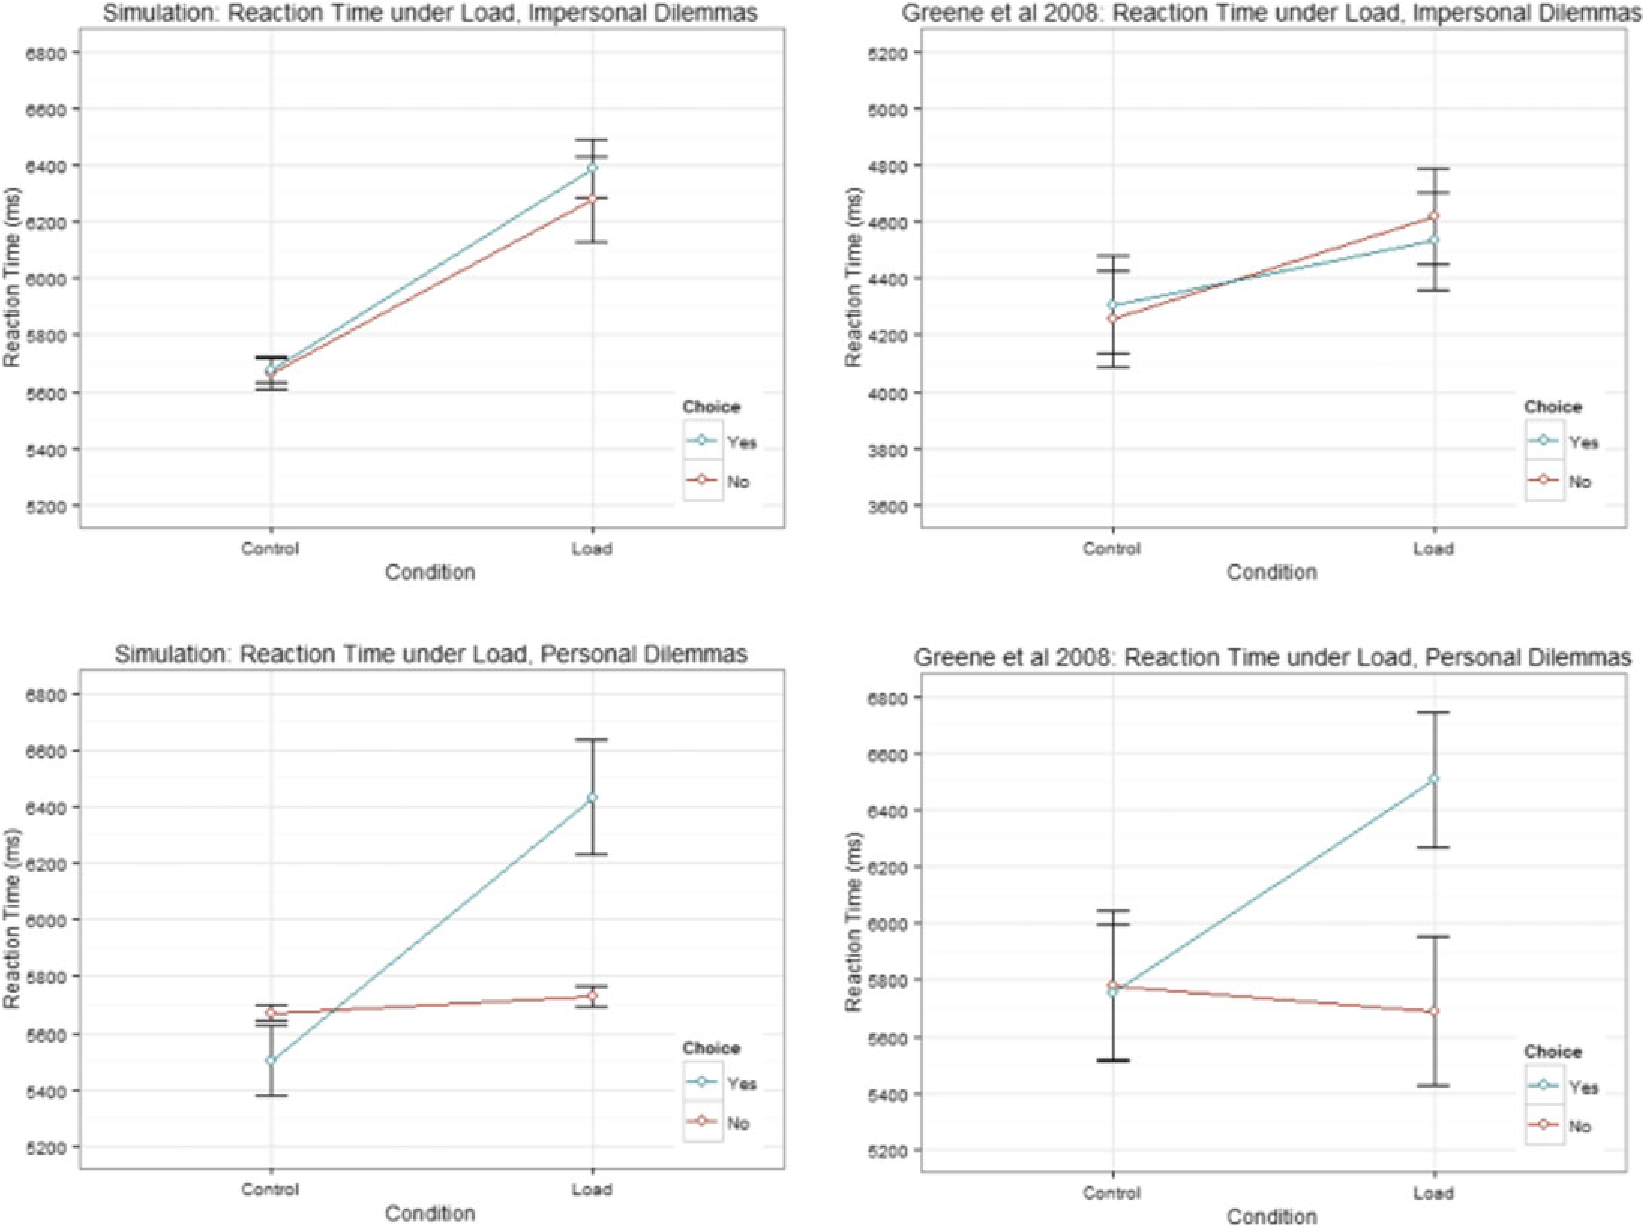 Simulation: Reaction Time under Load, Impersonal Dilemmas
6800
6600
6400
6200
6000
5800
5600
5400
5200
Reaction Time (ms)
Choice
Yes
No
Control
Load
Condition
Greene et al 2008: Reaction Time under Load, Impersonal Dilemmas
5200
5000
4800
4600
4400
4200
4000
3800
3600
Reaction Time (ms)
Choice
Yes
No
Control
Load
Condition
Simulation: Reaction Time under Load, Personal Dilemmas
6800
6600
6400
6200
6000
5800
5600
5400
5200
Reaction Time (ms)
Choice
Yes
No
Control
Load
Condition
Greene et al 2008: Reaction Time under Load, Personal Dilemmas
6800
6600
6400
6200
6000
5800
5600
5400
5200
Reaction Time (ms)
Choice
Yes
No
Control
Load
Condition